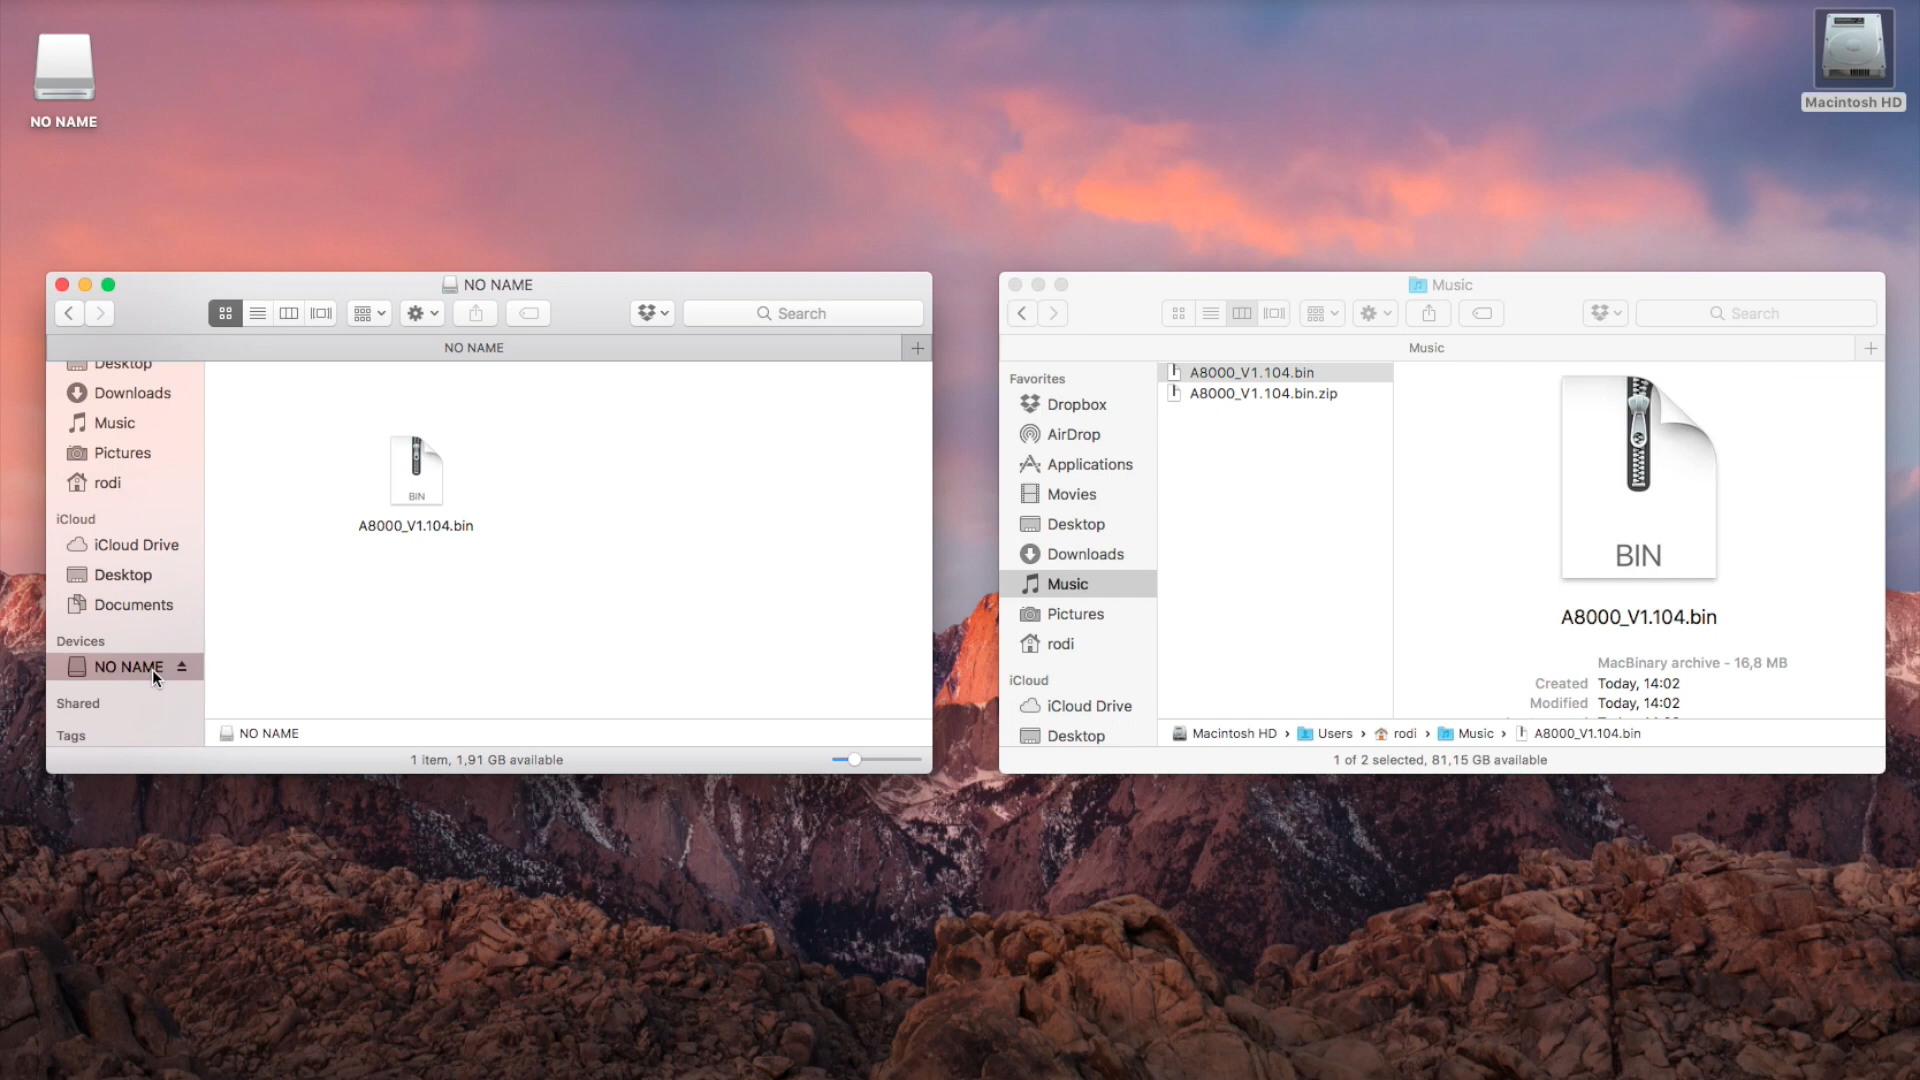 NO NAME
Macintosh HD
NO NAME
Search
NO NAME
Desktop
Downloads
Music
Pictures
rodi
iCloud
iCloud Drive
Desktop
Documents
Devices
NO NAME
Shared
Tags
BIN
A8000_V1.104.bin
NO NAME
1 item, 1,91 GB available
Music
Search
Music
Favorites
Dropbox
AirDrop
Applications
Movies
Desktop
Downloads
Music
Pictures
rodi
iCloud
iCloud Drive
Desktop
A8000_V1.104.bin
A8000_V1.104.bin.zip
BIN
A8000_V1.104.bin
MacBinary archive - 16,8 MB
Created Today, 14:02
Modified Today, 14:02
Macintosh HD › Users › rodi › Music › A8000_V1.104.bin
1 of 2 selected, 81,15 GB available